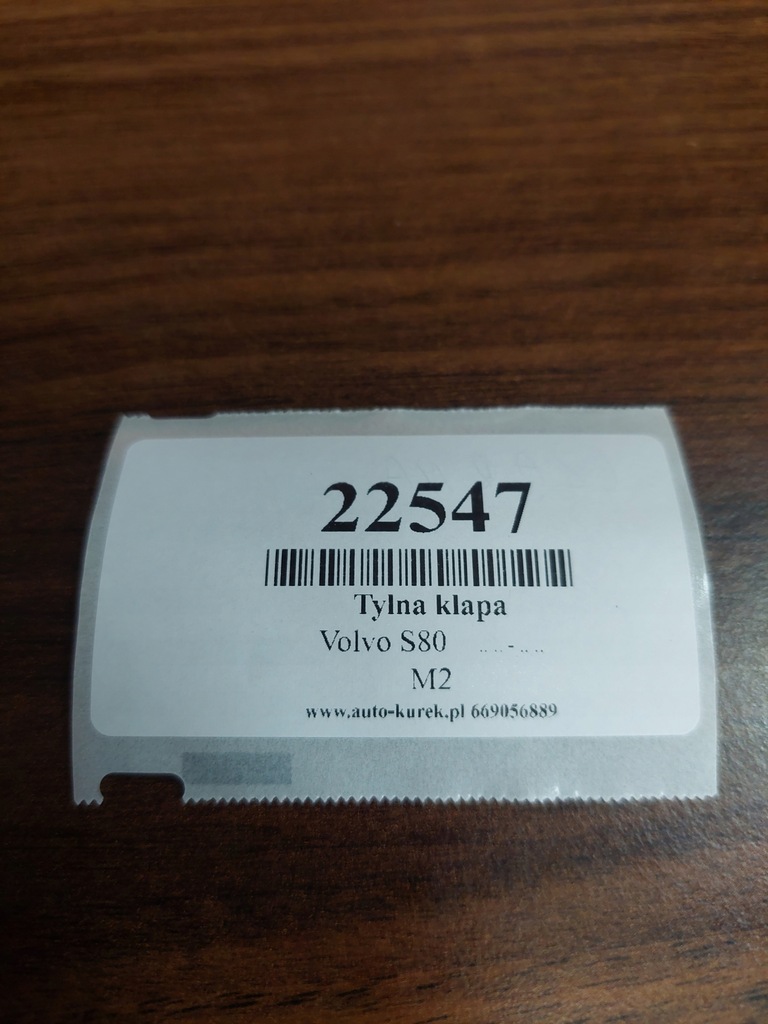 22547
Tylna klapa
Volvo S80 .. ..-.. ..
M2
www.auto-kurek.pl 669056889